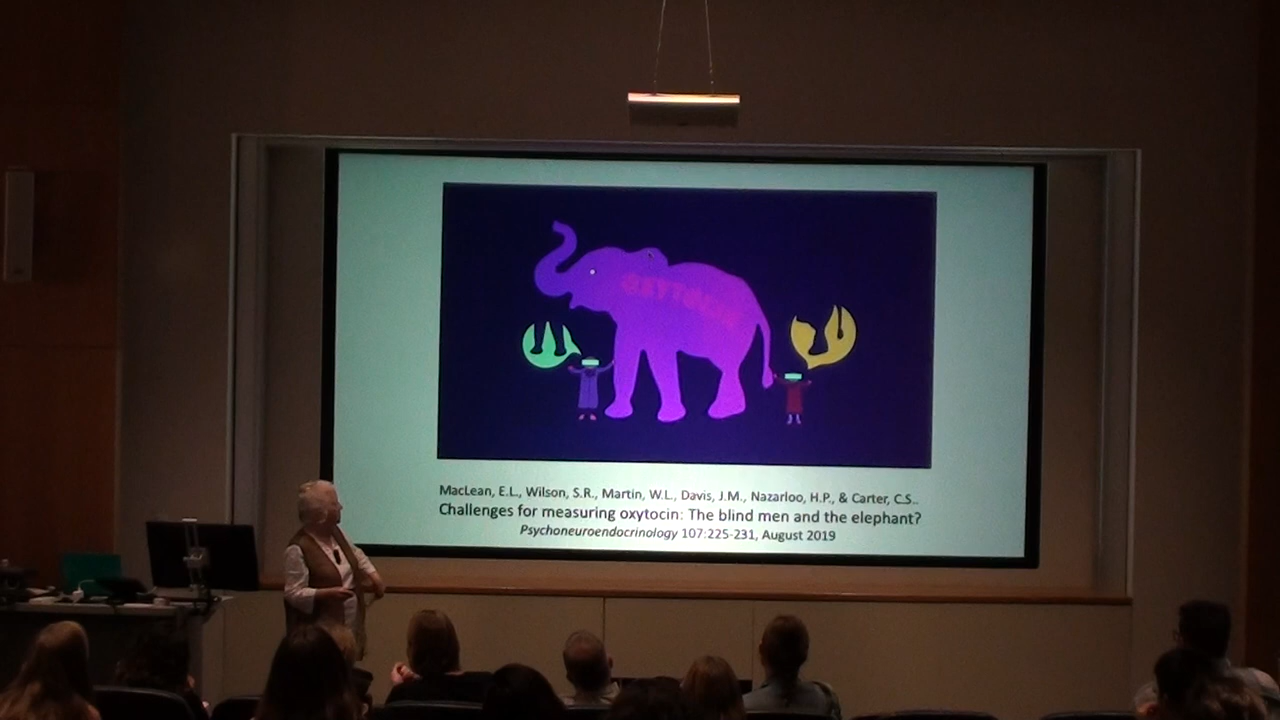 OXYTOCIN
MacLean, E.L., Wilson, S.R., Martin, W.L., Davis, J.M., Nazarloo, H.P., & Carter, C.S..
Challenges for measuring oxytocin: The blind men and the elephant?
Psychoneuroendocrinology 107:225-231, August 2019